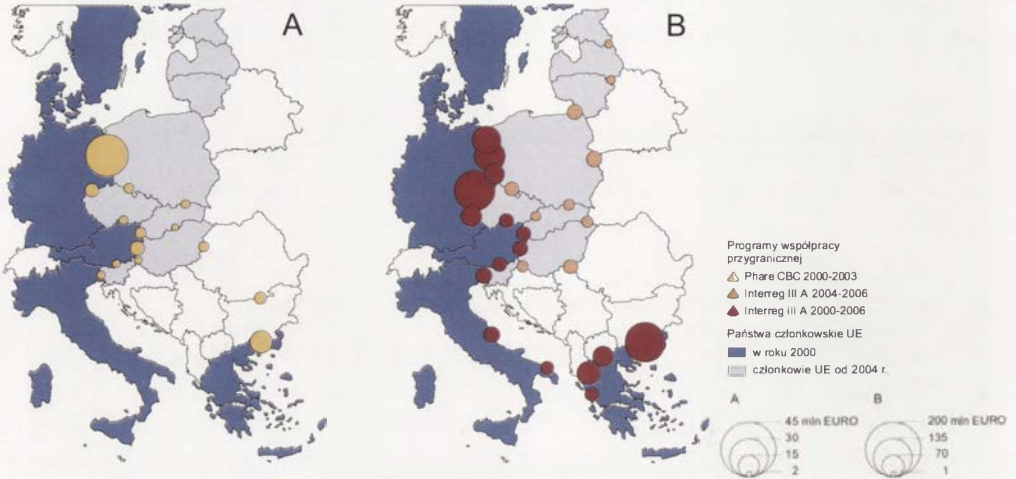 A
B
Programy współpracy
przygranicznej
Phare CBC 2000-2003
Interreg III A 2004-2006
Interreg iii A 2000-2006
Państwa członkowskie UE
w roku 2000
członkowie UE od 2004 r.
A
45 mln EURO
30
15
2
B
200 mln EURO
135
70
1